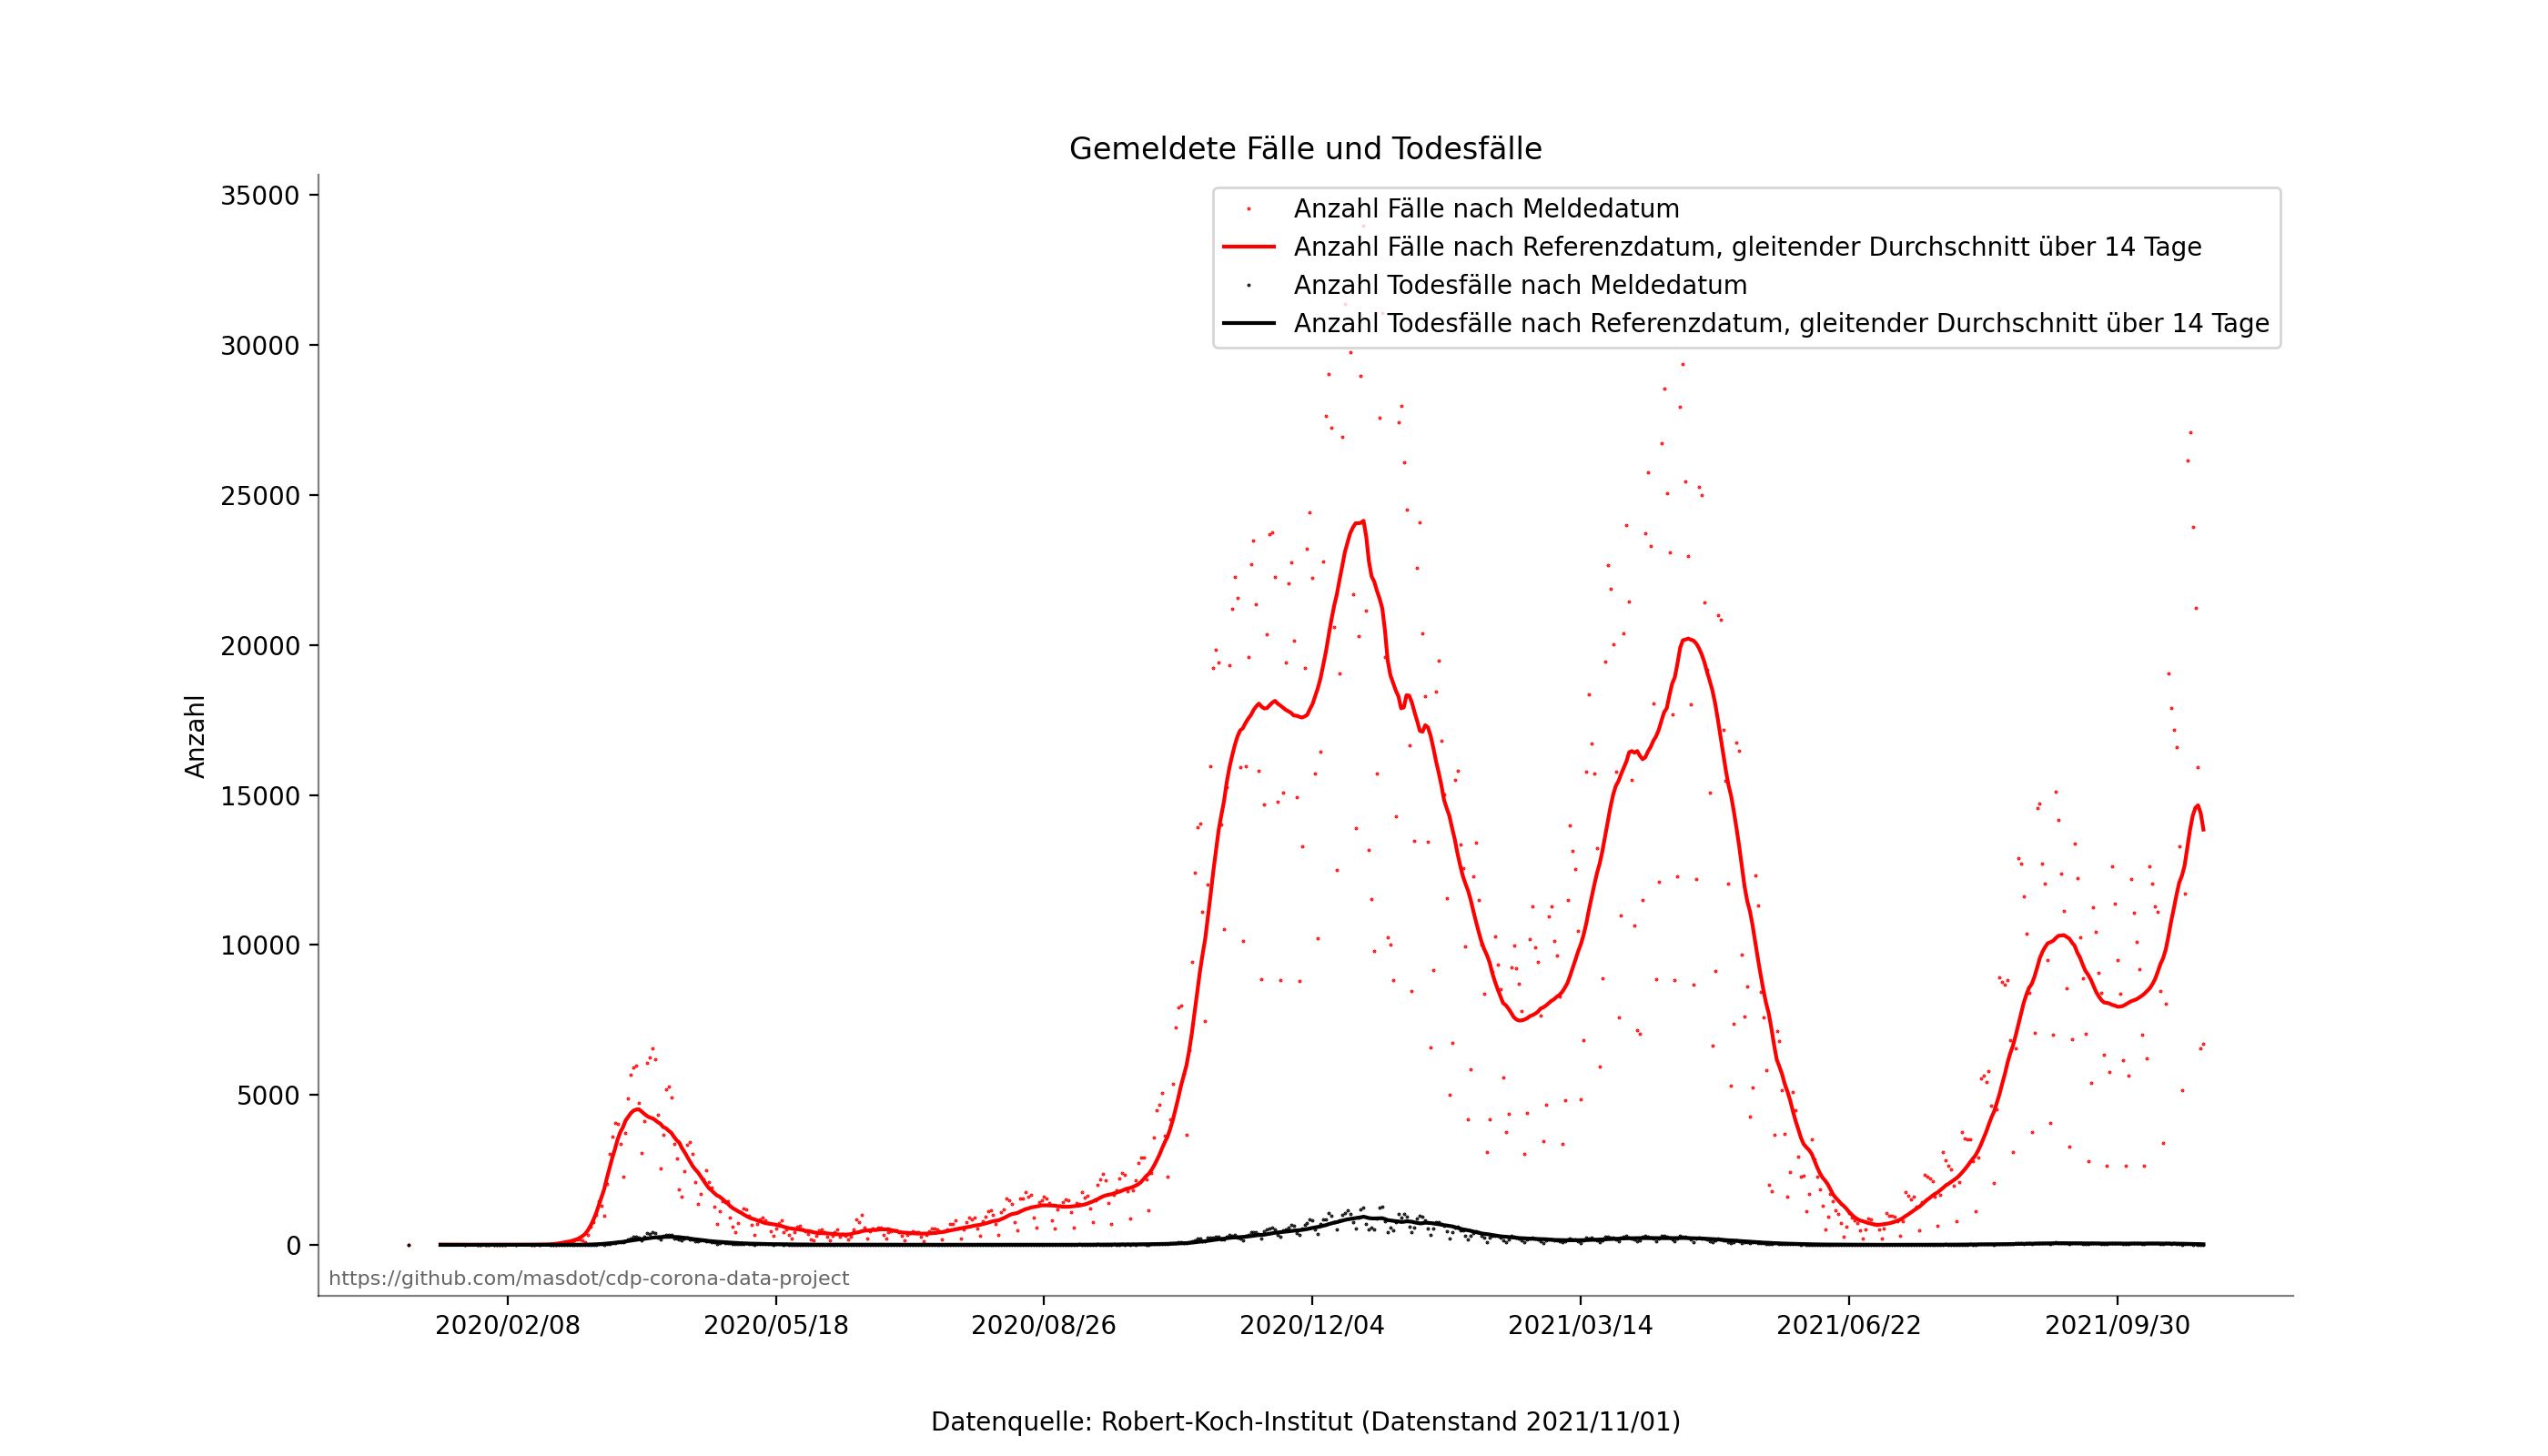 Gemeldete Fälle und Todesfälle
35000
30000
25000
20000
15000
10000
5000
0
Anzahl
Anzahl Fälle nach Meldedatum
Anzahl Fälle nach Referenzdatum, gleitender Durchschnitt über 14 Tage
Anzahl Todesfälle nach Meldedatum
Anzahl Todesfälle nach Referenzdatum, gleitender Durchschnitt über 14 Tage
https://github.com/masdot/cdp-corona-data-project
2020/02/08
2020/05/18
2020/08/26
2020/12/04
2021/03/14
2021/06/22
2021/09/30
Datenquelle: Robert-Koch-Institut (Datenstand 2021/11/01)